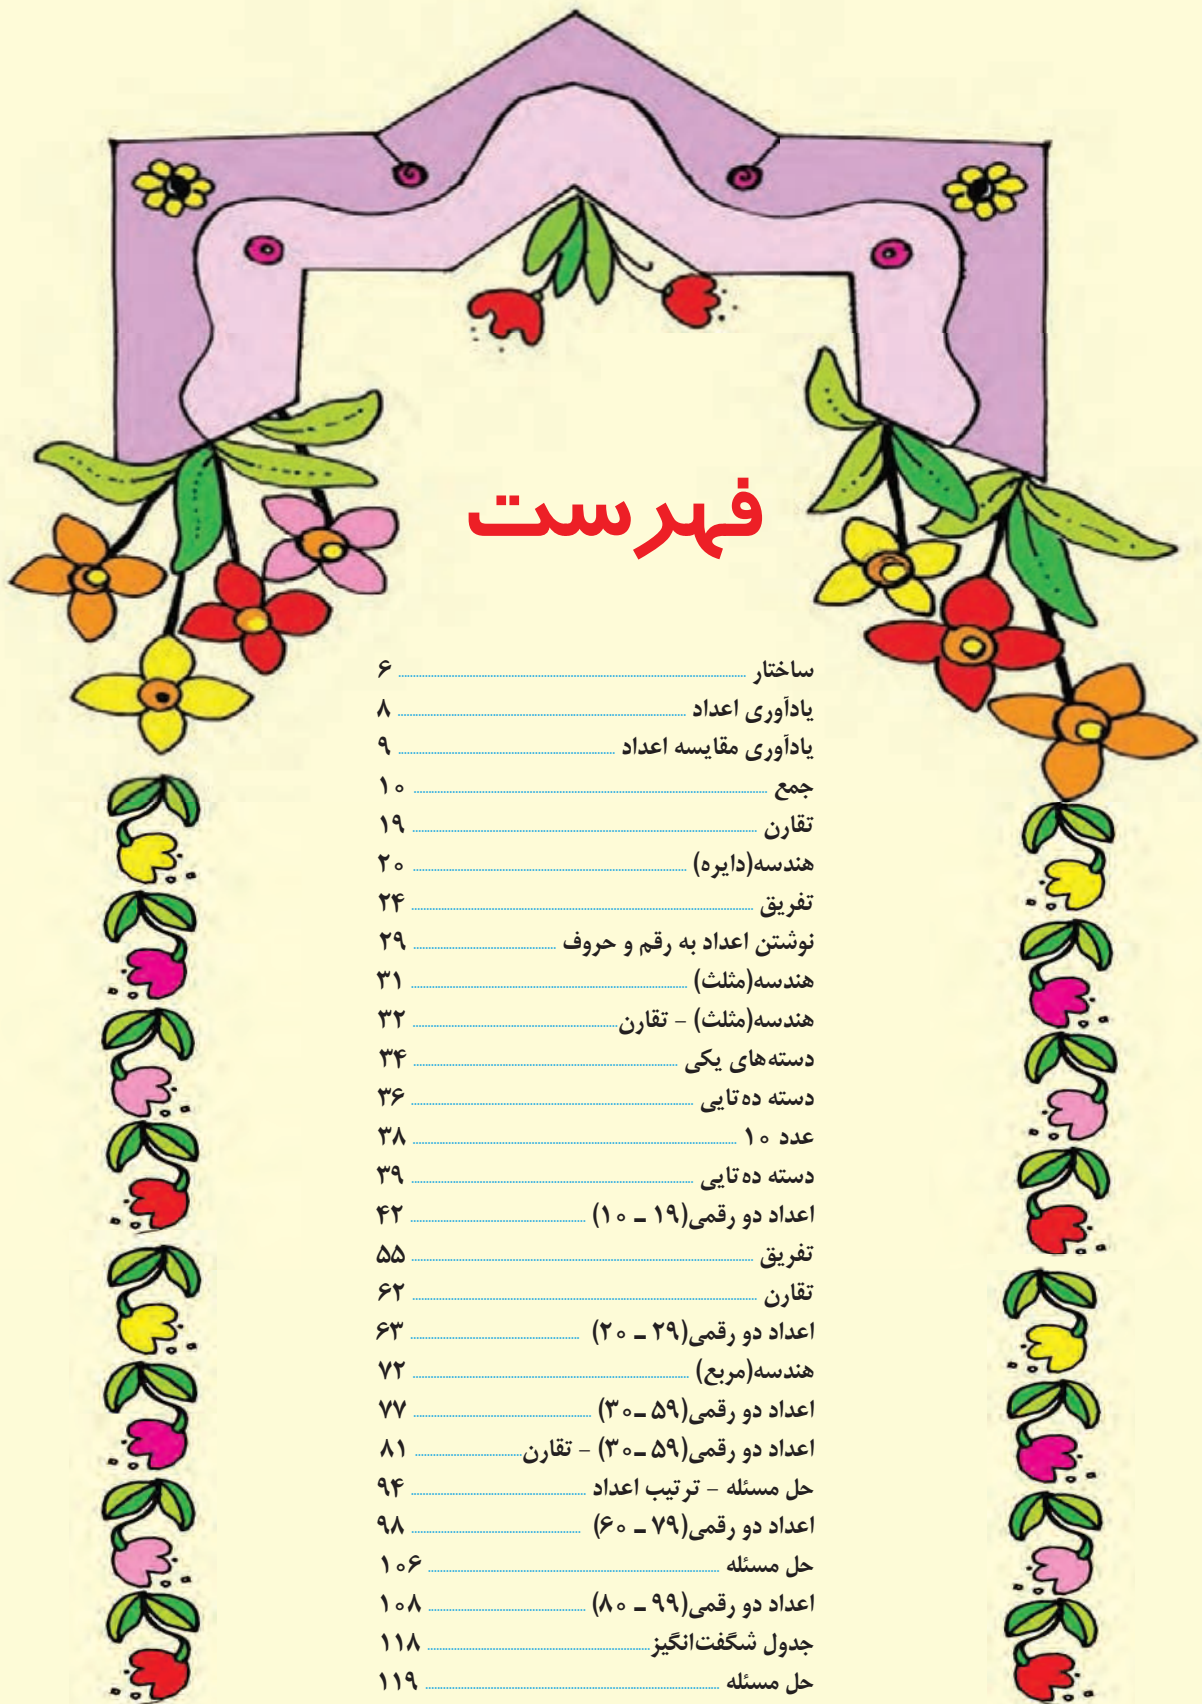 فهرست
ساختار ۶
یادآوری اعداد ۸
یادآوری مقایسه اعداد ۹
جمع ۱۰
تقارن ۱۹
هندسه(دایره) ۲۰
تفریق ۲۴
نوشتن اعداد به رقم و حروف ۲۹
هندسه(مثلث) ۳۱
هندسه(مثلث) - تقارن ۳۲
دسته‌های یکی ۳۴
دسته ده‌تایی ۳۶
عدد ۱۰ ۳۸
دسته ده‌تایی ۳۹
اعداد دو رقمی(۱۹ ـ ۱۰) ۴۲
تفریق ۵۵
تقارن ۶۲
اعداد دو رقمی(۲۹ ـ ۲۰) ۶۳
هندسه(مربع) ۷۲
اعداد دو رقمی(۵۹ ـ ۳۰) ۷۷
اعداد دو رقمی(۵۹ ـ ۳۰) - تقارن ۸۱
حل مسئله - ترتیب اعداد ۹۴
اعداد دو رقمی(۷۹ ـ ۶۰) ۹۸
حل مسئله ۱۰۶
اعداد دو رقمی(۹۹ ـ ۸۰) ۱۰۸
جدول شگفت‌انگیز ۱۱۸
حل مسئله ۱۱۹